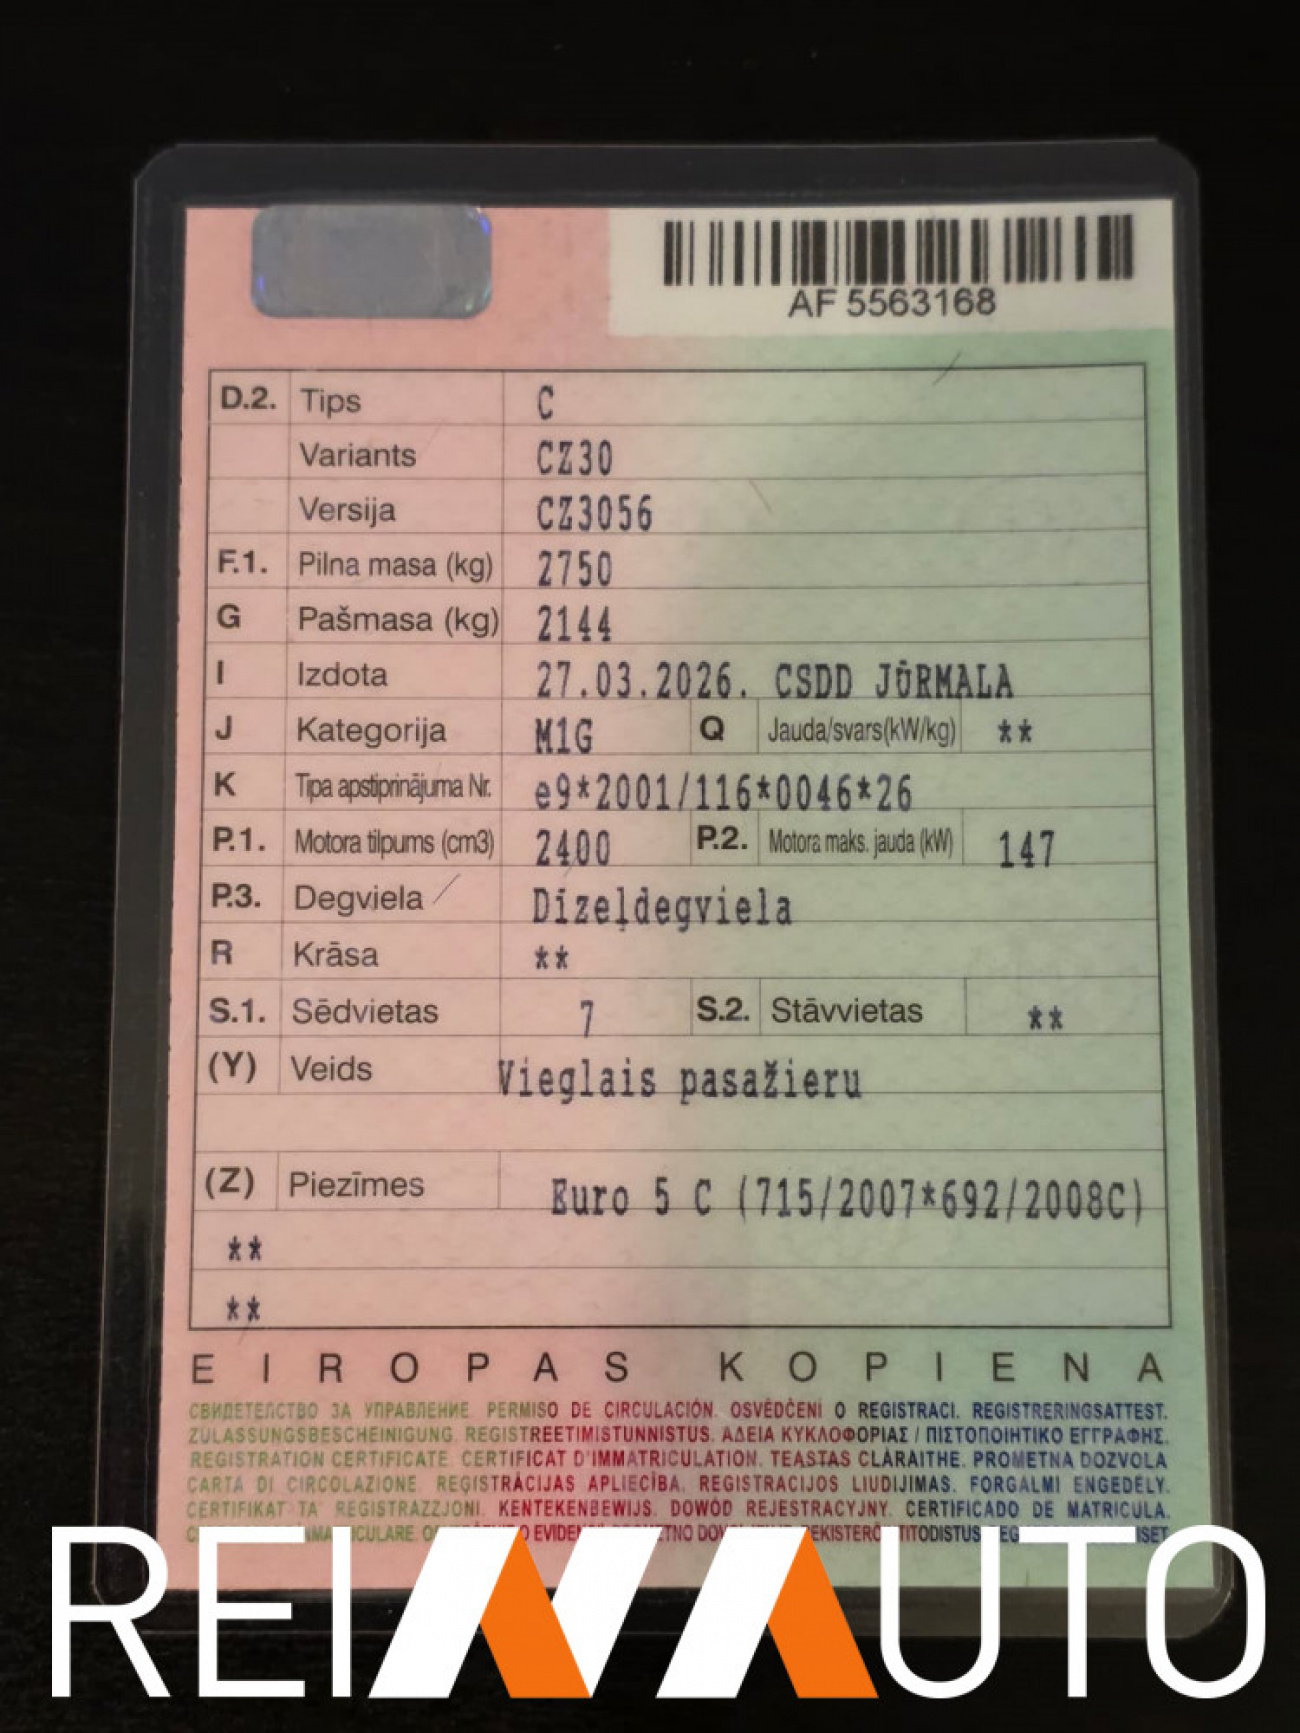 AF 5563168
D.2. Tips C
Variants CZ30
Versija CZ3056
F.1. Pilna masa (kg) 2750
G Pašmasa (kg) 2144
I Izdota 27.03.2026. CSDD JŪRMALA
J Kategorija M1G Q Jauda/svars(kW/kg) **
K Tipa apstiprinājuma Nr. e9*2001/116*0046*26
P.1. Motora tilpums (cm3) 2400 P.2. Motora maks. jauda (kW) 147
P.3. Degviela Dīzeļdegviela
R Krāsa **
S.1. Sēdvietas 7 S.2. Stāvvietas **
(Y) Veids Vieglais pasažieru
(Z) Piezīmes Euro 5 C (715/2007*692/2008C)
**
**
EIROPAS KOPIENA
СВИДЕТЕЛСТВО ЗА УПРАВЛЕНИЕ. PERMISO DE CIRCULACIÓN. OSVĚDČENÍ O REGISTRACI. REGISTRERINGSATTEST.
ZULASSUNGSBESCHEINIGUNG. REGISTREETIMISTUNNISTUS. ΑΔΕΙΑ ΚΥΚΛΟΦΟΡΙΑΣ / ΠΙΣΤΟΠΟΙΗΤΙΚΟ ΕΓΓΡΑΦΗΣ.
REGISTRATION CERTIFICATE. CERTIFICAT D'IMMATRICULATION. TEASTAS CLÁRAITHE. PROMETNA DOZVOLA
CARTA DI CIRCOLAZIONE. REĢISTRĀCIJAS APLIECĪBA. REGISTRACIJOS LIUDIJIMAS. FORGALMI ENGEDÉLY.
ĊERTIFIKAT TA' REĠISTRAZZJONI. KENTEKENBEWIJS. DOWÓD REJESTRACYJNY. CERTIFICADO DE MATRÍCULA.
REINAUTO